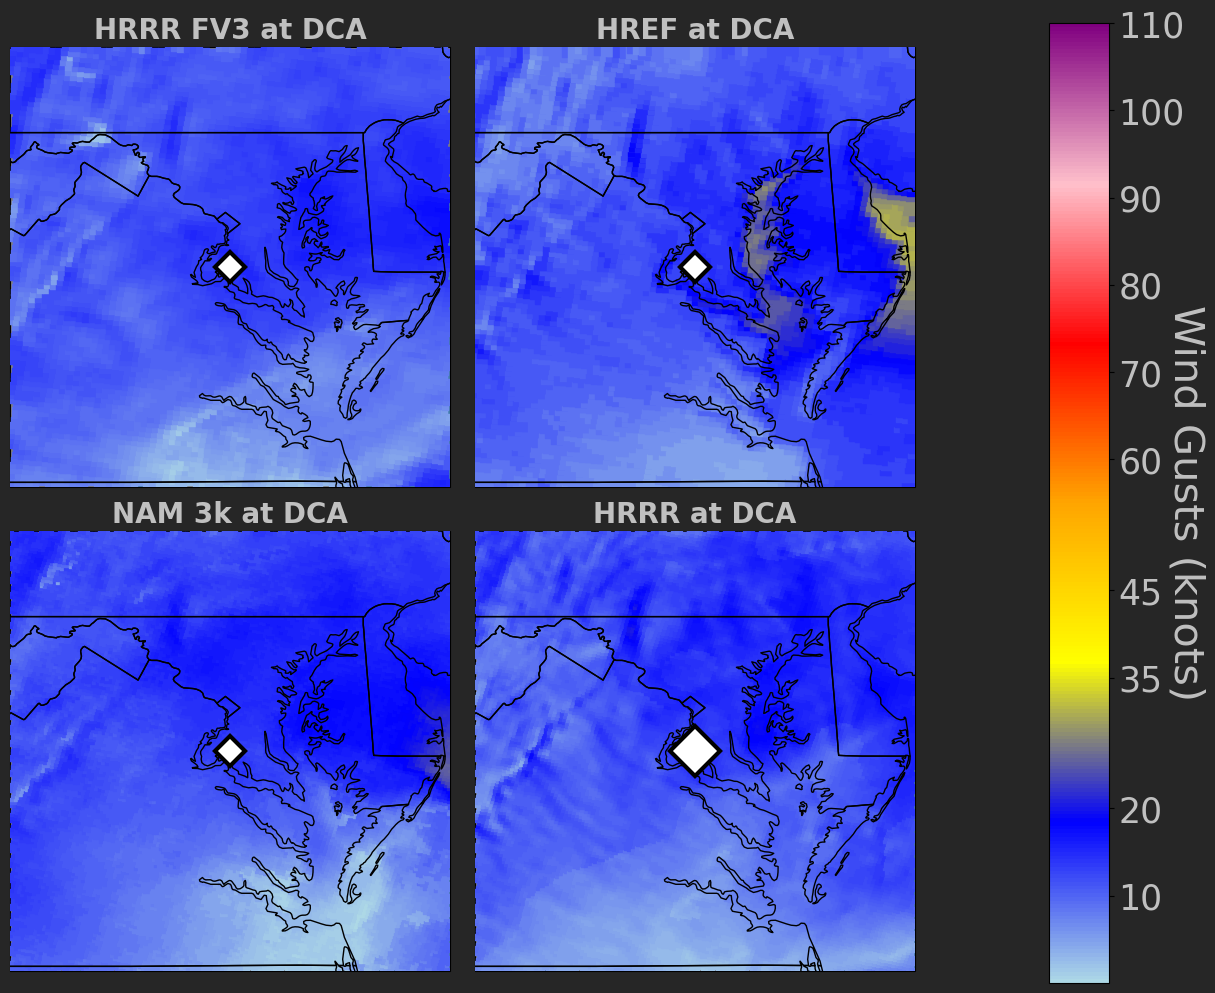 HRRR FV3 at DCA
HREF at DCA
NAM 3k at DCA
HRRR at DCA
110
100
90
80
70
60
45
35
20
10
Wind Gusts (knots)